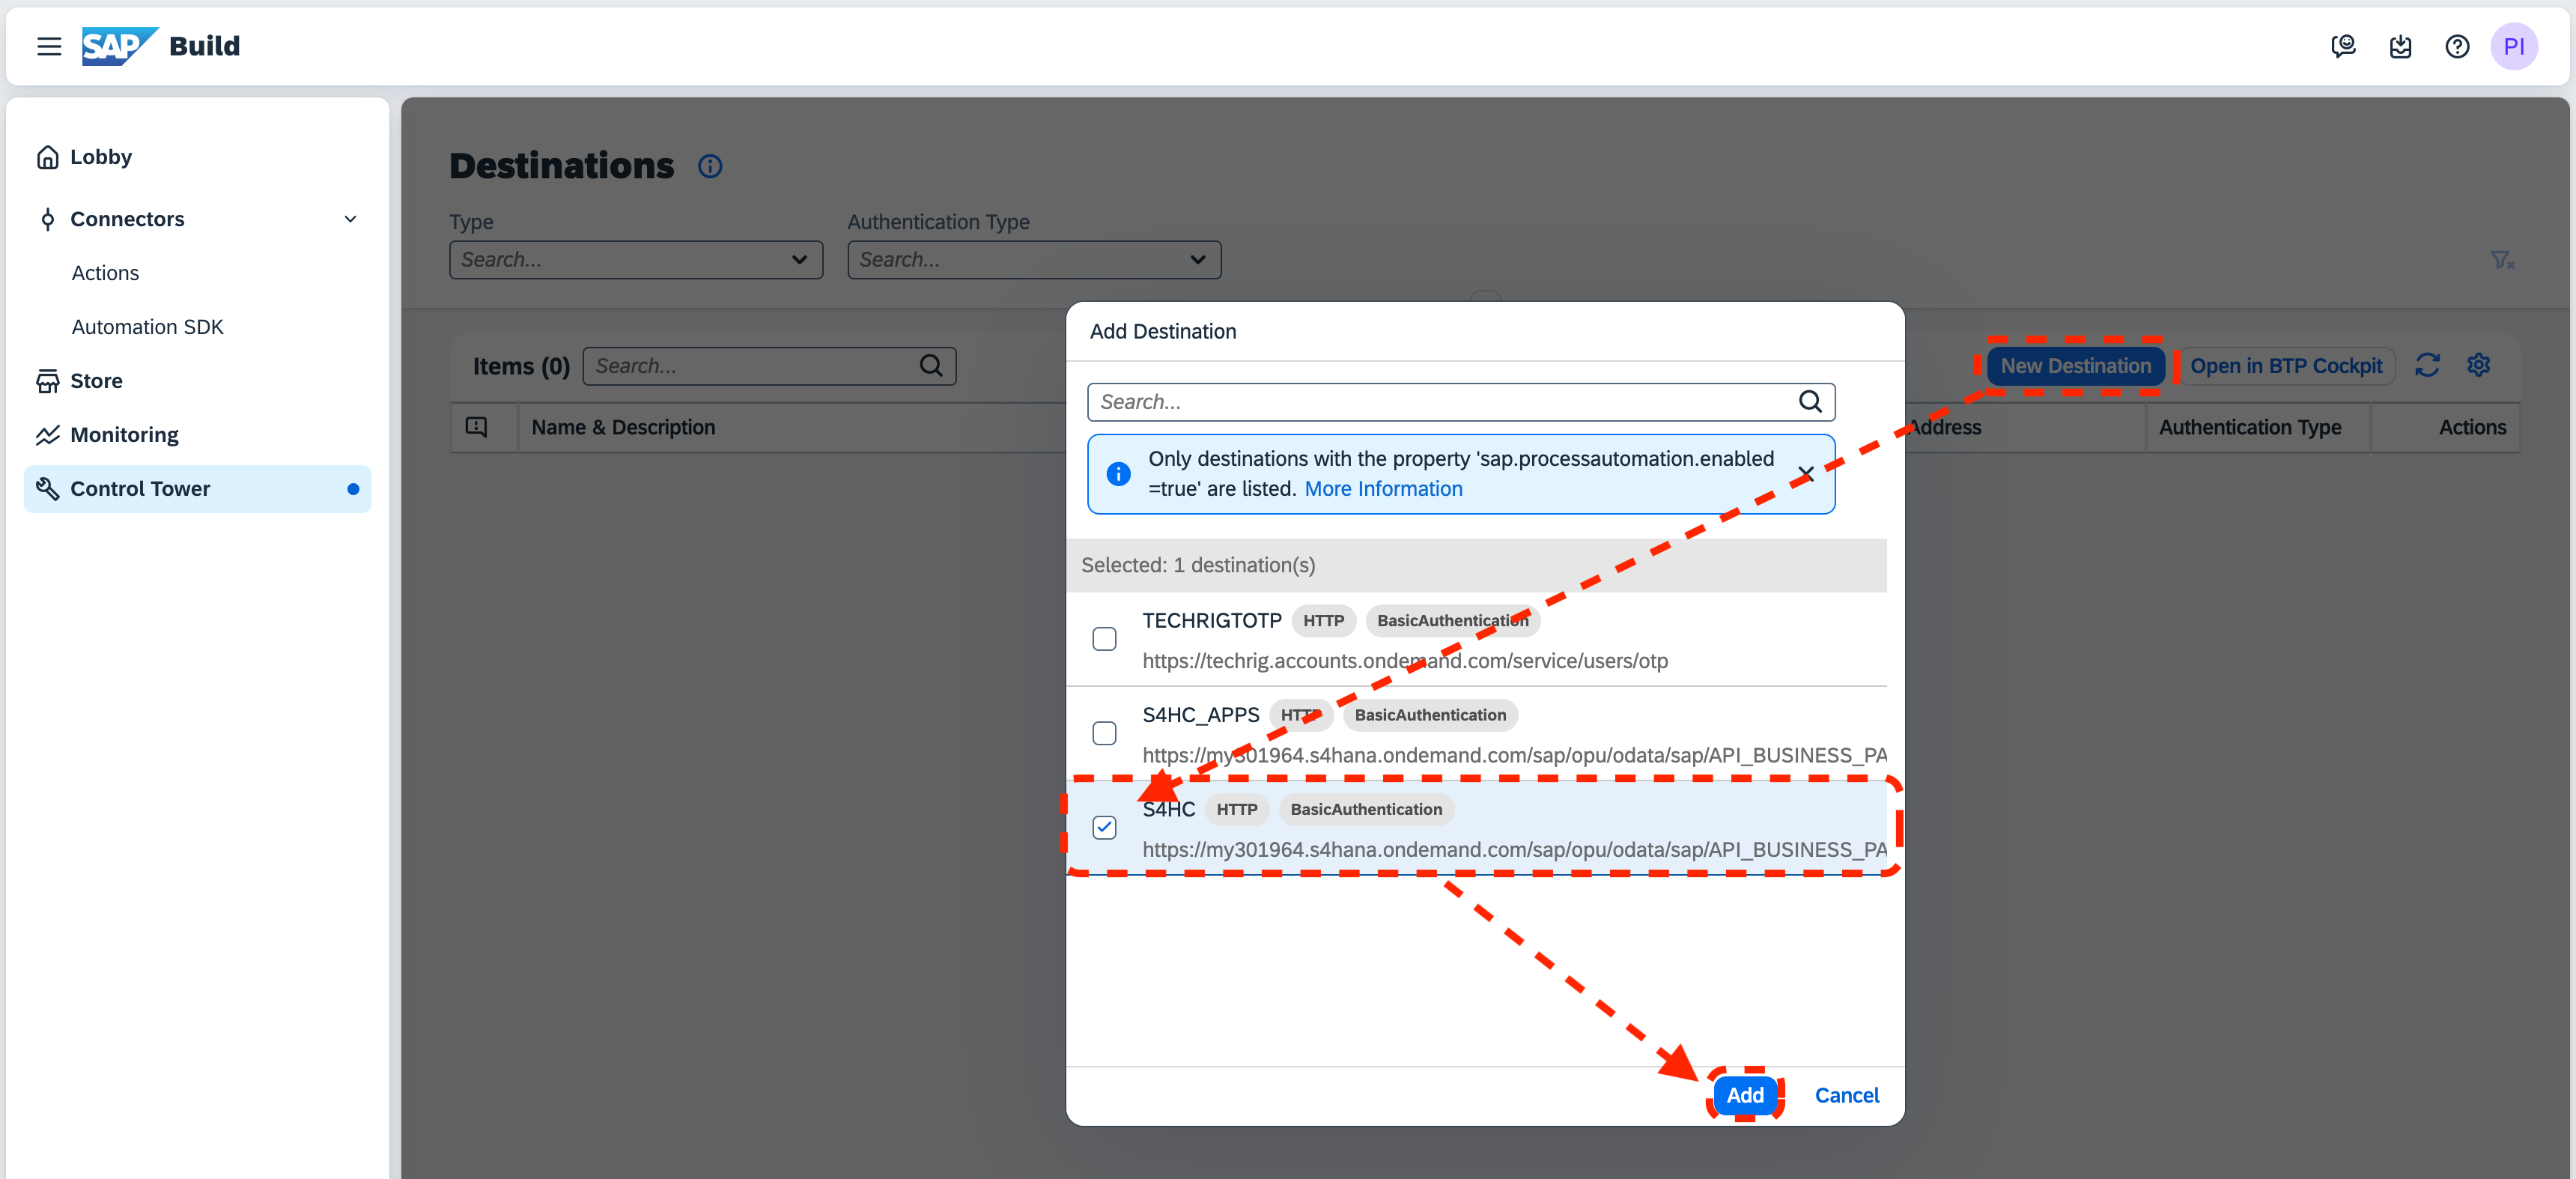 SAP Build
PI
Lobby
Connectors
Actions
Automation SDK
Store
Monitoring
Control Tower
Destinations
Type
Authentication Type
Search...
Search...
Items (0)
Search...
New Destination
Open in BTP Cockpit
Name & Description
Address
Authentication Type
Actions
Add Destination
Search...
Only destinations with the property 'sap.processautomation.enabled
=true' are listed. More Information
Selected: 1 destination(s)
TECHRIGTOTP HTTP BasicAuthentication
https://techrig.accounts.ondemand.com/service/users/otp
S4HC_APPS HTTP BasicAuthentication
https://my301964.s4hana.ondemand.com/sap/opu/odata/sap/API_BUSINESS_PA
S4HC HTTP BasicAuthentication
https://my301964.s4hana.ondemand.com/sap/opu/odata/sap/API_BUSINESS_PA
Add
Cancel